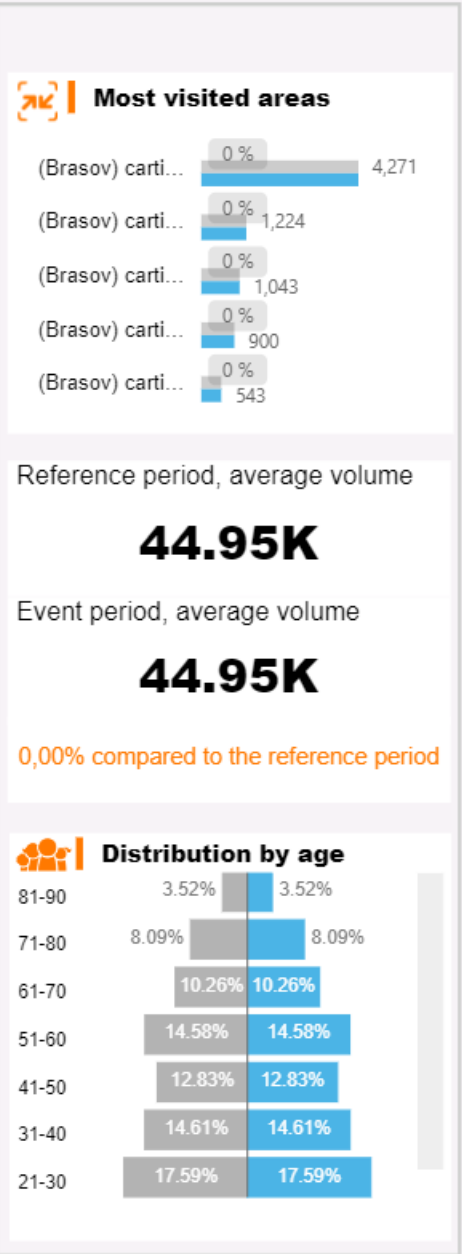 Most visited areas
(Brasov) carti... 0 % 4,271
(Brasov) carti... 0 % 1,224
(Brasov) carti... 0 % 1,043
(Brasov) carti... 0 % 900
(Brasov) carti... 0 % 543
Reference period, average volume
44.95K
Event period, average volume
44.95K
0,00% compared to the reference period
Distribution by age
81-90 3.52% 3.52%
71-80 8.09% 8.09%
61-70 10.26% 10.26%
51-60 14.58% 14.58%
41-50 12.83% 12.83%
31-40 14.61% 14.61%
21-30 17.59% 17.59%